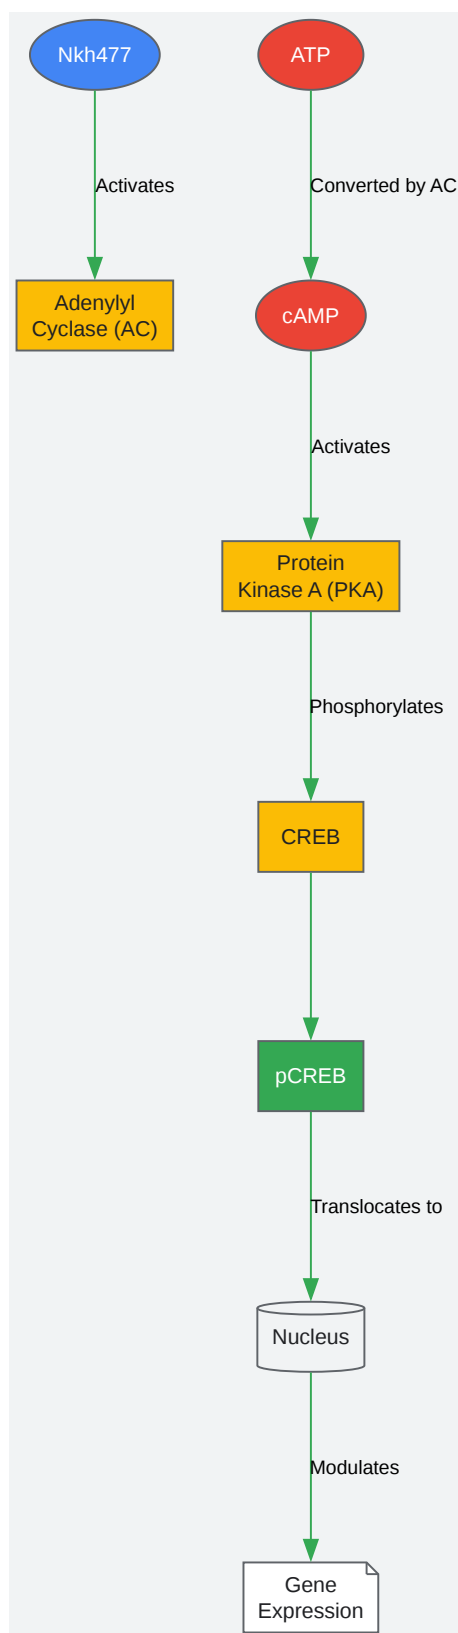 Nkh477
ATP
Activates
Converted by AC
Adenylyl
Cyclase (AC)
cAMP
Activates
Protein
Kinase A (PKA)
Phosphorylates
CREB
pCREB
Translocates to
Nucleus
Modulates
Gene
Expression